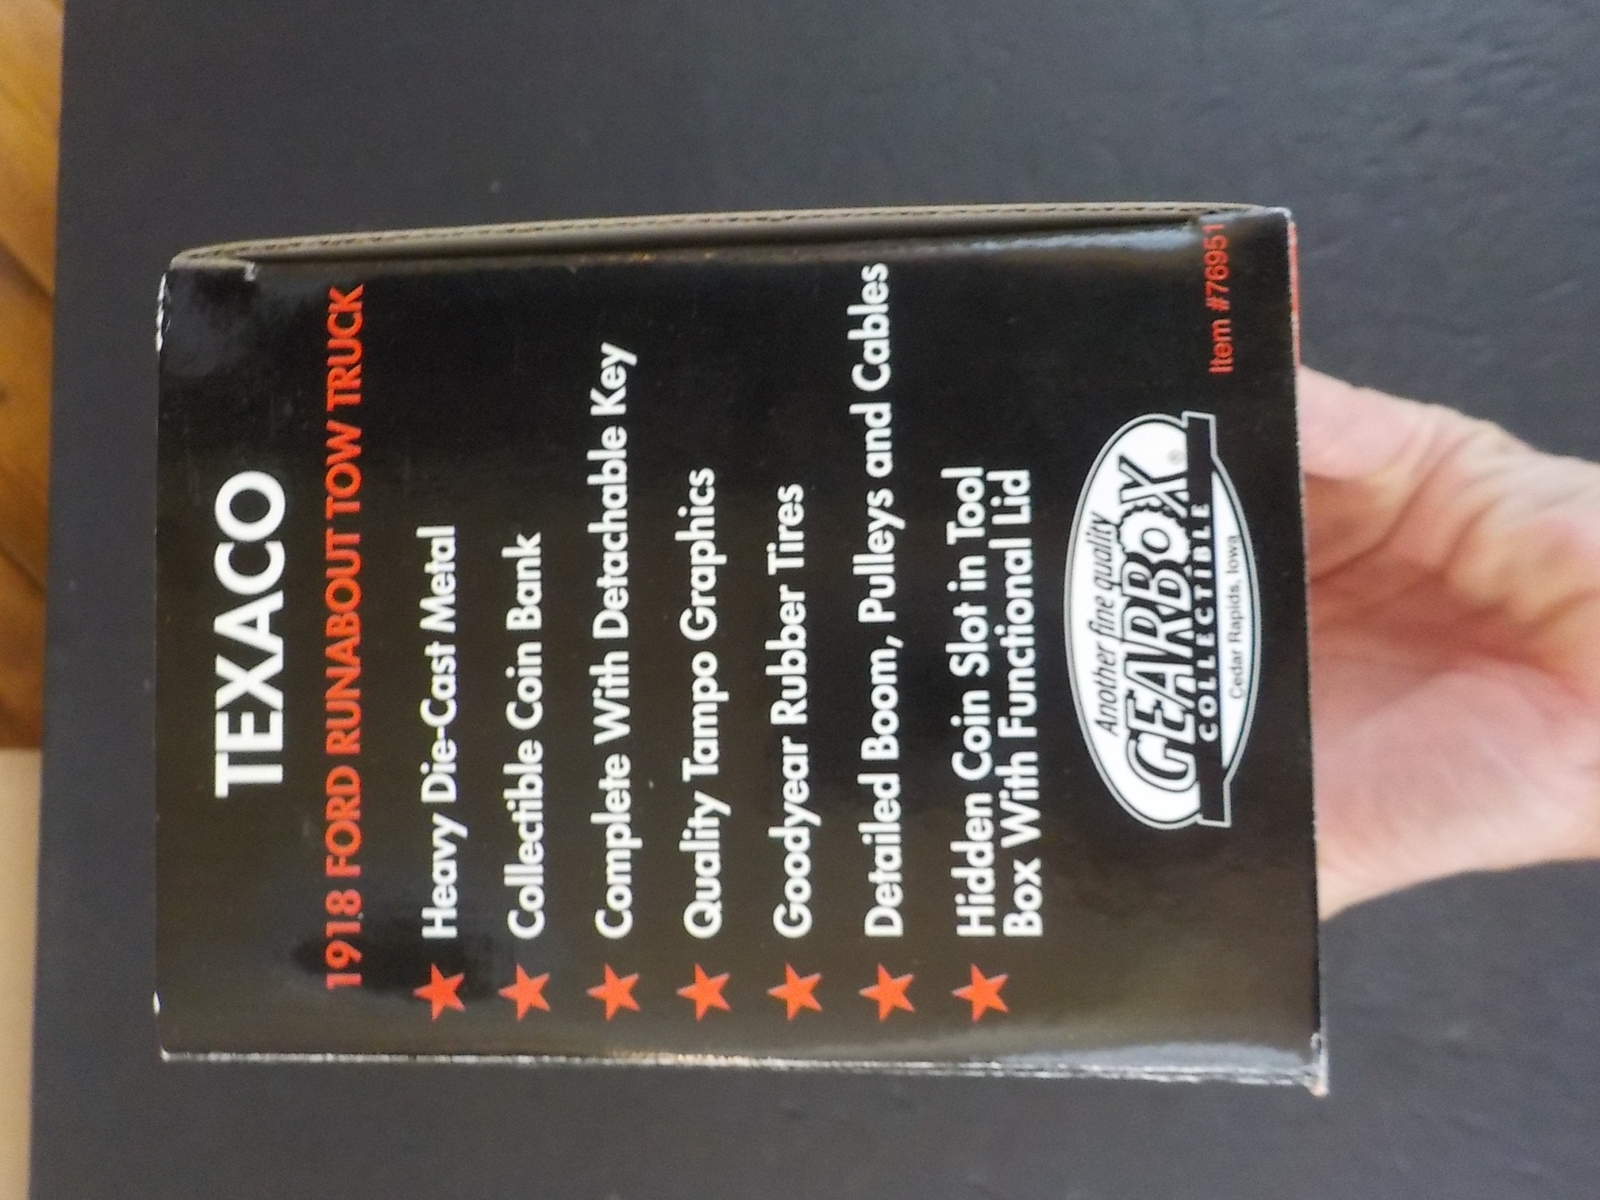 TEXACO
1918 FORD RUNABOUT TOW TRUCK
Heavy Die-Cast Metal
Collectible Coin Bank
Complete With Detachable Key
Quality Tampo Graphics
Goodyear Rubber Tires
Detailed Boom, Pulleys and Cables
Hidden Coin Slot in Tool
Box With Functional Lid
Another fine quality
GEARBOX®
COLLECTIBLE
Cedar Rapids, Iowa
Item #76951